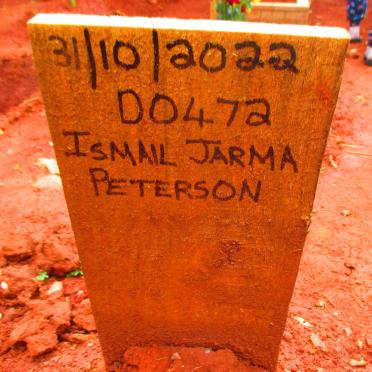 31/10/2022
D0472
ISMAIL JARMA
PETERSON